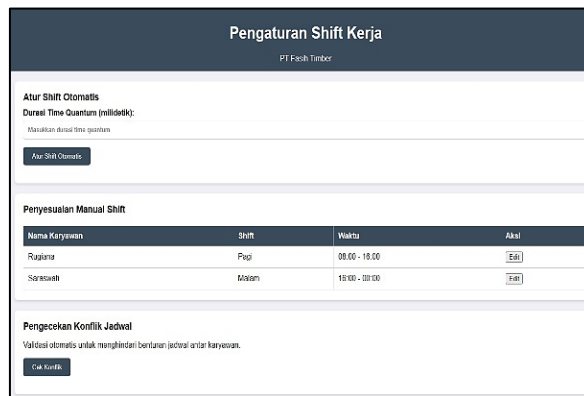 Pengaturan Shift Kerja
PT Fasih Timber
Atur Shift Otomatis
Durasi Time Quantum (milidetik):
Masukkan durasi time quantum
Atur Shift Otomatis
Penyesuaian Manual Shift
Nama Karyawan Shift Waktu Aksi
Rugiana Pagi 08:00 - 16:00 Edit
Saraswati Malam 16:00 - 00:00 Edit
Pengecekan Konflik Jadwal
Validasi otomatis untuk menghindari benturan jadwal antar karyawan.
Cek Konflik